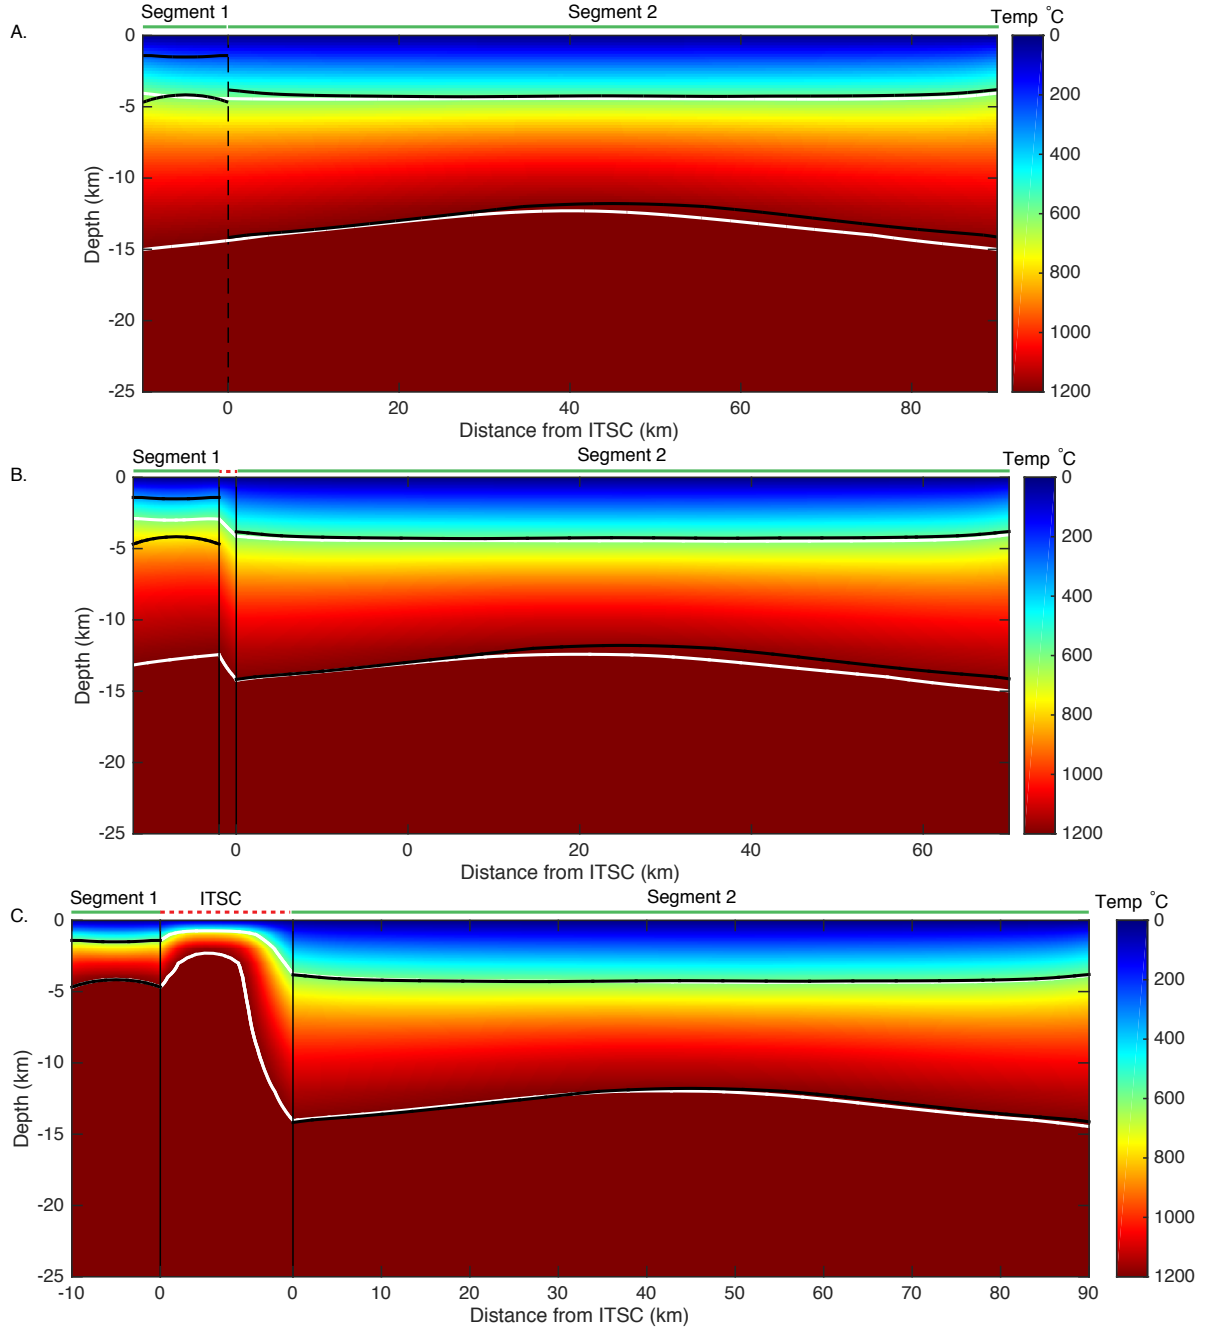 A.
Segment 1 Segment 2 Temp °C
0 0
-5 200
-10 400
-15 600
-20 800
-25 1000
1200
Depth (km)
0 20 40 60 80
Distance from ITSC (km)
B.
Segment 1 Segment 2 Temp °C
0 0
-5 200
-10 400
-15 600
-20 800
-25 1000
1200
Depth (km)
0 0 20 40 60
Distance from ITSC (km)
C.
Segment 1 ITSC Segment 2 Temp °C
0 0
-5 200
-10 400
-15 600
-20 800
-25 1000
1200
Depth (km)
-10 0 0 10 20 30 40 50 60 70 80 90
Distance from ITSC (km)